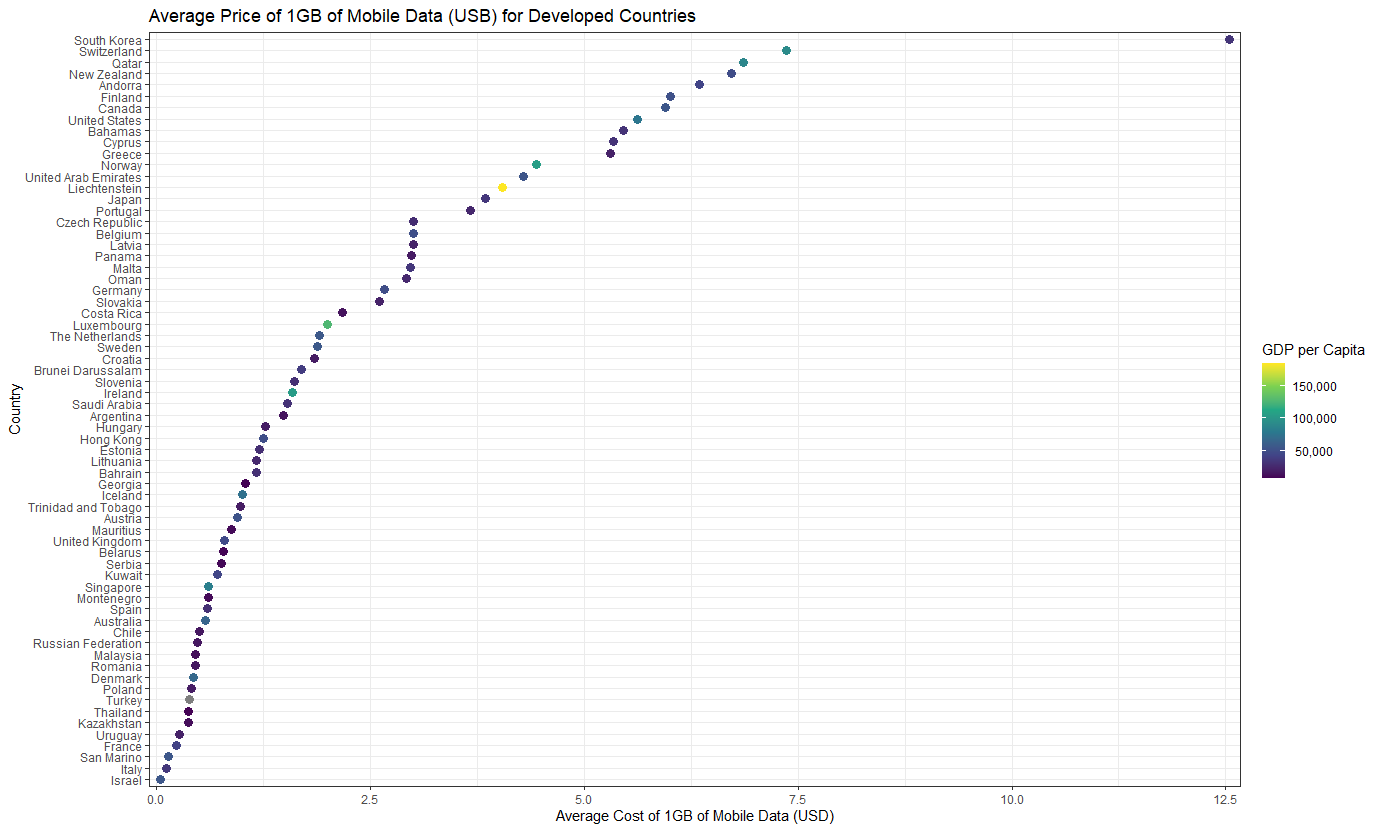 Average Price of 1GB of Mobile Data (USB) for Developed Countries
South Korea
Switzerland
Qatar
New Zealand
Andorra
Finland
Canada
United States
Bahamas
Cyprus
Greece
Norway
United Arab Emirates
Liechtenstein
Japan
Portugal
Czech Republic
Belgium
Latvia
Panama
Malta
Oman
Germany
Slovakia
Costa Rica
Luxembourg
The Netherlands
Sweden
Croatia
Brunei Darussalam
Slovenia
Ireland
Saudi Arabia
Argentina
Hungary
Hong Kong
Estonia
Lithuania
Bahrain
Georgia
Iceland
Trinidad and Tobago
Austria
Mauritius
United Kingdom
Belarus
Serbia
Kuwait
Singapore
Montenegro
Spain
Australia
Chile
Russian Federation
Malaysia
Romania
Denmark
Poland
Turkey
Thailand
Kazakhstan
Uruguay
France
San Marino
Italy
Israel
Country
0.0 2.5 5.0 7.5 10.0 12.5
Average Cost of 1GB of Mobile Data (USD)
GDP per Capita
150,000
100,000
50,000